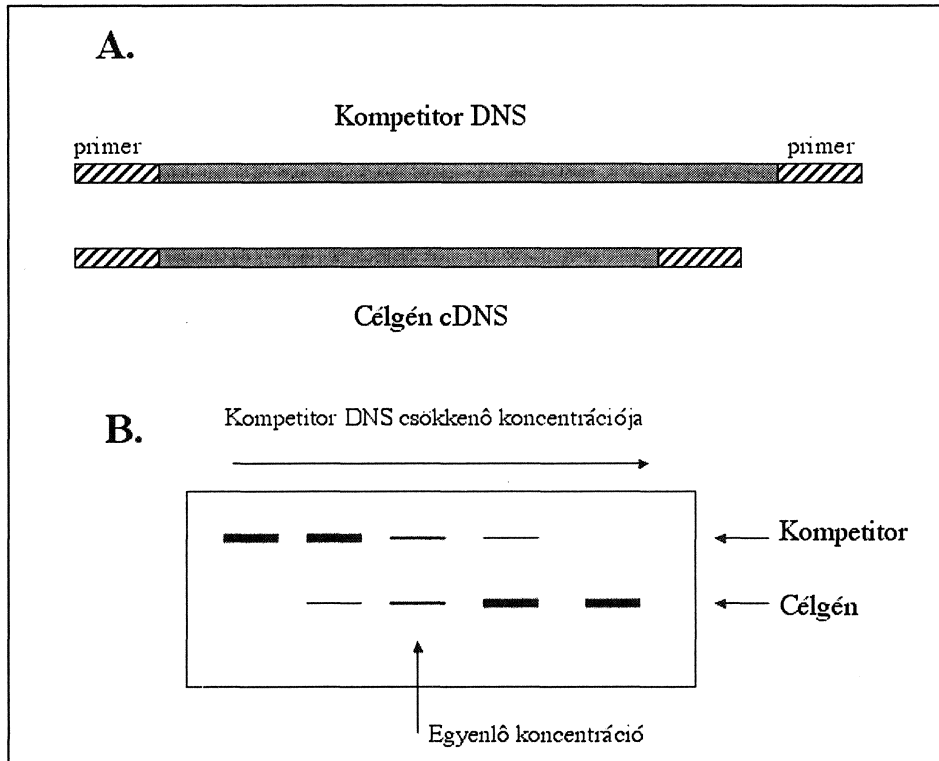 A.
Kompetitor DNS
primer
primer
Célgén cDNS
B.
Kompetitor DNS csökkenô koncentrációja
Kompetitor
Célgén
Egyenlô koncentráció